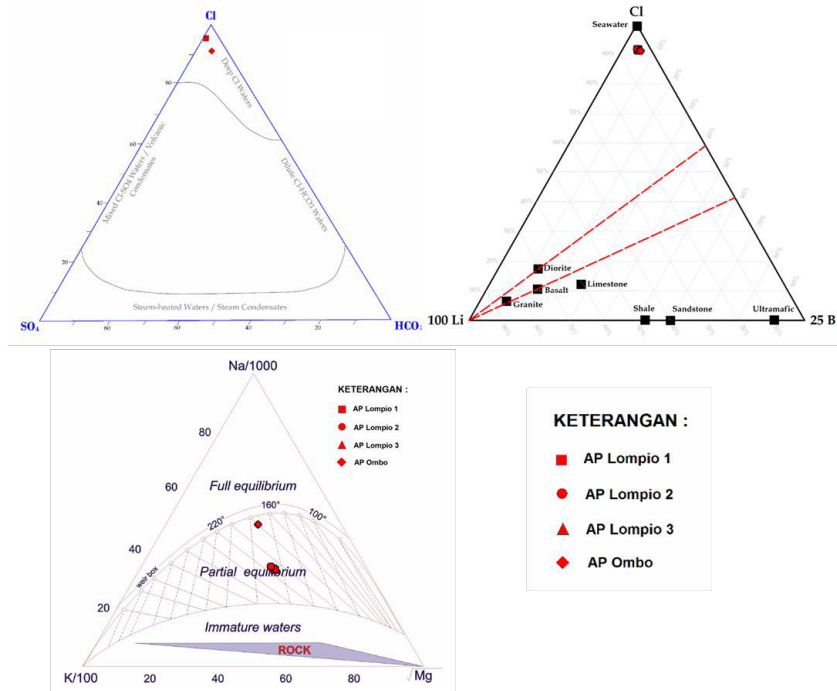 Cl
80
60
40
20
Deep Cl Waters
Mixed Cl-SO4 Waters / Volcanic
Condensates
Dilute Cl-HCO3 Waters
Steam-heated Waters / Steam Condensates
SO₄
80
60
40
20
HCO₃
Cl
Seawater
Diorite
Basalt
Granite
Limestone
Shale
Sandstone
Ultramafic
100 Li
25 B
Na/1000
KETERANGAN :
AP Lompio 1
AP Lompio 2
AP Lompio 3
AP Ombo
80
60
40
20
Full equilibrium
220°
160°
100°
weir box
Partial equilibrium
Immature waters
ROCK
K/100
20
40
60
80
√Mg
KETERANGAN :
AP Lompio 1
AP Lompio 2
AP Lompio 3
AP Ombo